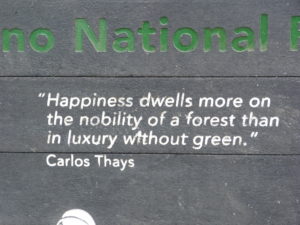 no National
"Happiness dwells more on
the nobility of a forest than
in luxury without green."
Carlos Thays